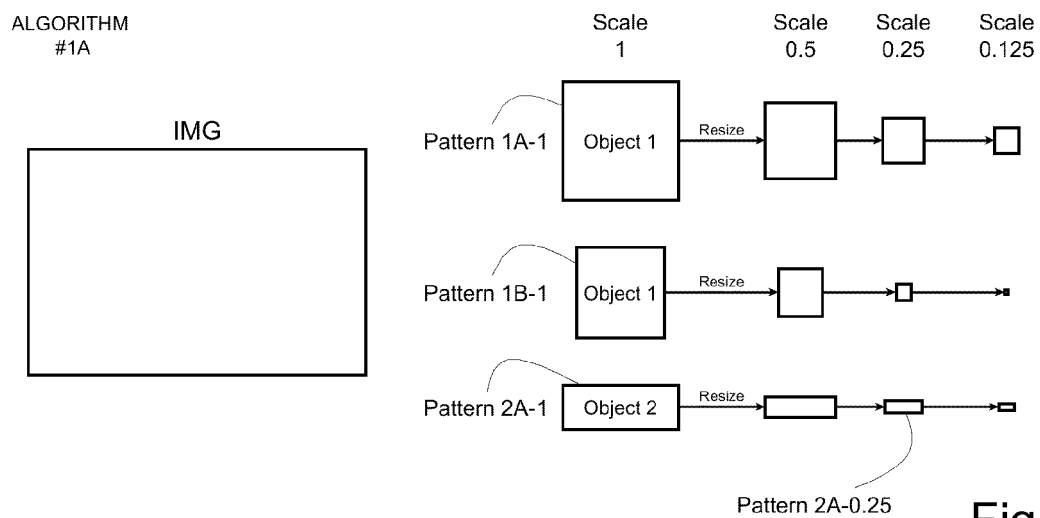 ALGORITHM
#1A
Scale
1
Scale
0.5
Scale
0.25
Scale
0.125
IMG
Pattern 1A-1
Object 1
Resize
Pattern 1B-1
Object 1
Resize
Pattern 2A-1
Object 2
Resize
Pattern 2A-0.25